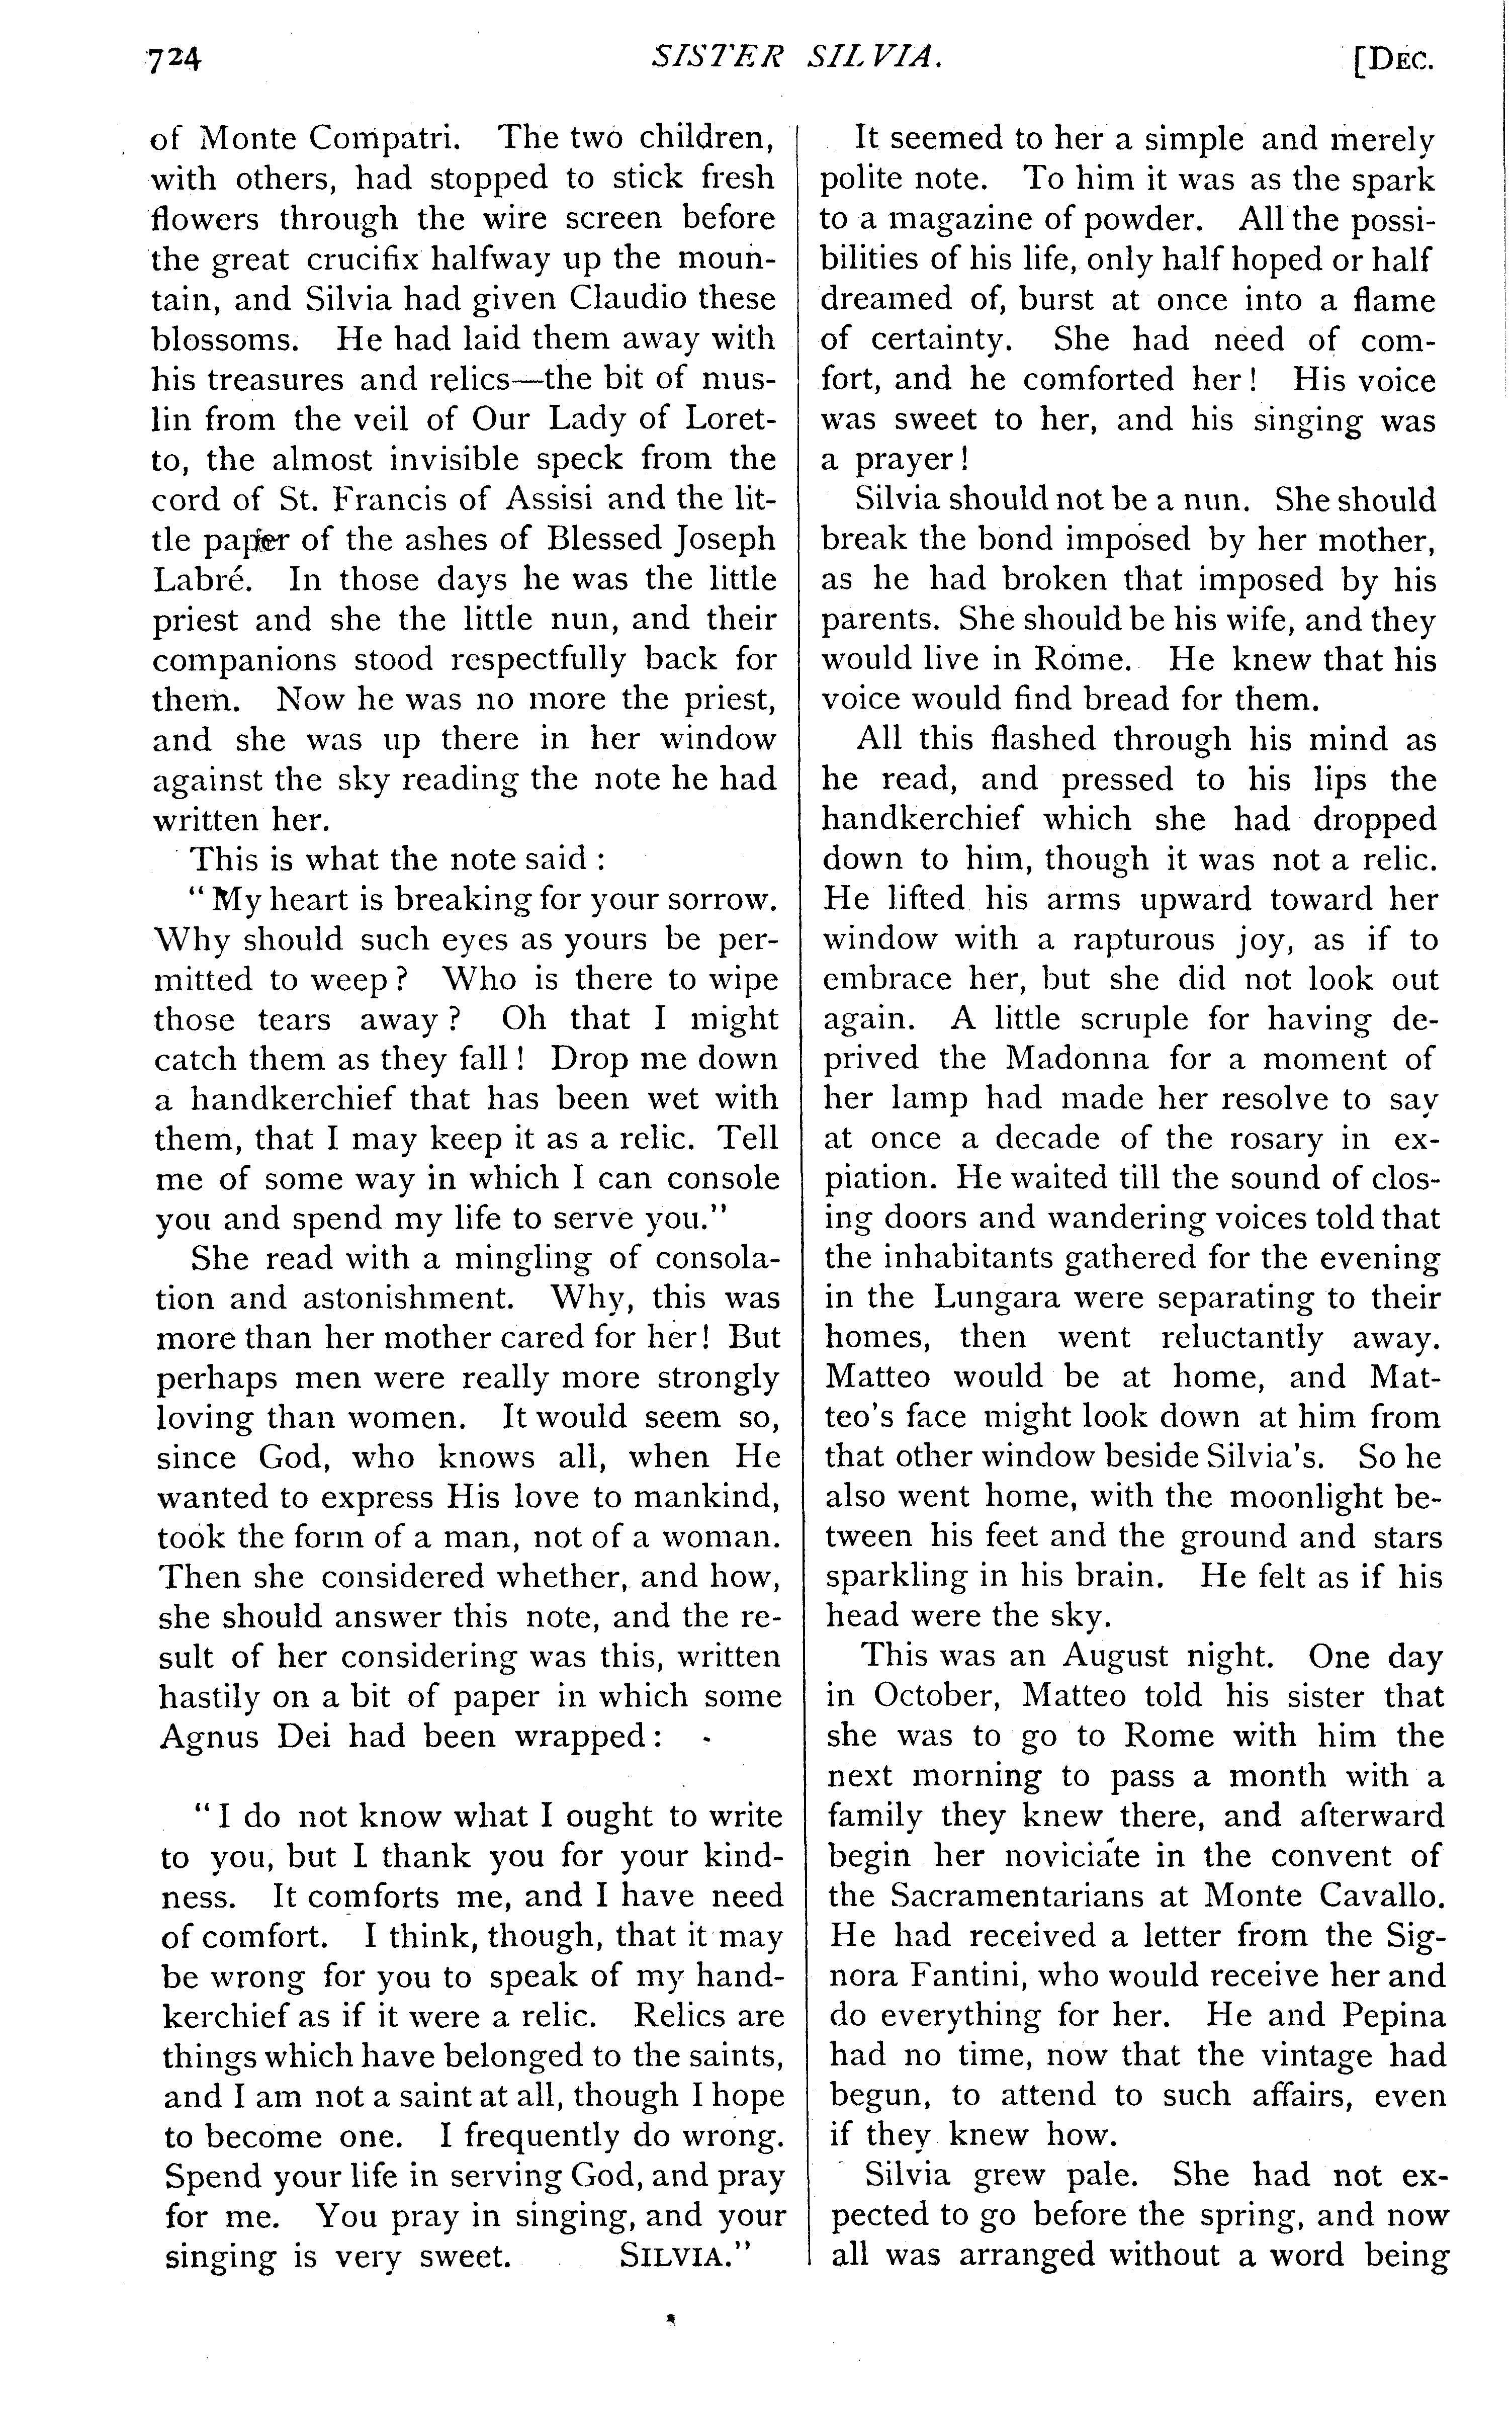 724 SISTER SILVIA. [DEC.
of Monte Compatri. The two children,
with others, had stopped to stick fresh
flowers through the wire screen before
the great crucifix halfway up the moun-
tain, and Silvia had given Claudio these
blossoms. He had laid them away with
his treasures and relics—the bit of mus-
lin from the veil of Our Lady of Loret-
to, the almost invisible speck from the
cord of St. Francis of Assisi and the lit-
tle paper of the ashes of Blessed Joseph
Labré. In those days he was the little
priest and she the little nun, and their
companions stood respectfully back for
them. Now he was no more the priest,
and she was up there in her window
against the sky reading the note he had
written her.
This is what the note said :
“ My heart is breaking for your sorrow.
Why should such eyes as yours be per-
mitted to weep ? Who is there to wipe
those tears away ? Oh that I might
catch them as they fall ! Drop me down
a handkerchief that has been wet with
them, that I may keep it as a relic. Tell
me of some way in which I can console
you and spend my life to serve you.”
She read with a mingling of consola-
tion and astonishment. Why, this was
more than her mother cared for her! But
perhaps men were really more strongly
loving than women. It would seem so,
since God, who knows all, when He
wanted to express His love to mankind,
took the form of a man, not of a woman.
Then she considered whether, and how,
she should answer this note, and the re-
sult of her considering was this, written
hastily on a bit of paper in which some
Agnus Dei had been wrapped :
“ I do not know what I ought to write
to you, but I thank you for your kind-
ness. It comforts me, and I have need
of comfort. I think, though, that it may
be wrong for you to speak of my hand-
kerchief as if it were a relic. Relics are
things which have belonged to the saints,
and I am not a saint at all, though I hope
to become one. I frequently do wrong.
Spend your life in serving God, and pray
for me. You pray in singing, and your
singing is very sweet. SILVIA.”
It seemed to her a simple and merely
polite note. To him it was as the spark
to a magazine of powder. All the possi-
bilities of his life, only half hoped or half
dreamed of, burst at once into a flame
of certainty. She had need of com-
fort, and he comforted her ! His voice
was sweet to her, and his singing was
a prayer !
Silvia should not be a nun. She should
break the bond imposed by her mother,
as he had broken that imposed by his
parents. She should be his wife, and they
would live in Rome. He knew that his
voice would find bread for them.
All this flashed through his mind as
he read, and pressed to his lips the
handkerchief which she had dropped
down to him, though it was not a relic.
He lifted his arms upward toward her
window with a rapturous joy, as if to
embrace her, but she did not look out
again. A little scruple for having de-
prived the Madonna for a moment of
her lamp had made her resolve to say
at once a decade of the rosary in ex-
piation. He waited till the sound of clos-
ing doors and wandering voices told that
the inhabitants gathered for the evening
in the Lungara were separating to their
homes, then went reluctantly away.
Matteo would be at home, and Mat-
teo's face might look down at him from
that other window beside Silvia's. So he
also went home, with the moonlight be-
tween his feet and the ground and stars
sparkling in his brain. He felt as if his
head were the sky.
This was an August night. One day
in October, Matteo told his sister that
she was to go to Rome with him the
next morning to pass a month with a
family they knew there, and afterward
begin her noviciate in the convent of
the Sacramentarians at Monte Cavallo.
He had received a letter from the Sig-
nora Fantini, who would receive her and
do everything for her. He and Pepina
had no time, now that the vintage had
begun, to attend to such affairs, even
if they knew how.
Silvia grew pale. She had not ex-
pected to go before the spring, and now
all was arranged without a word being